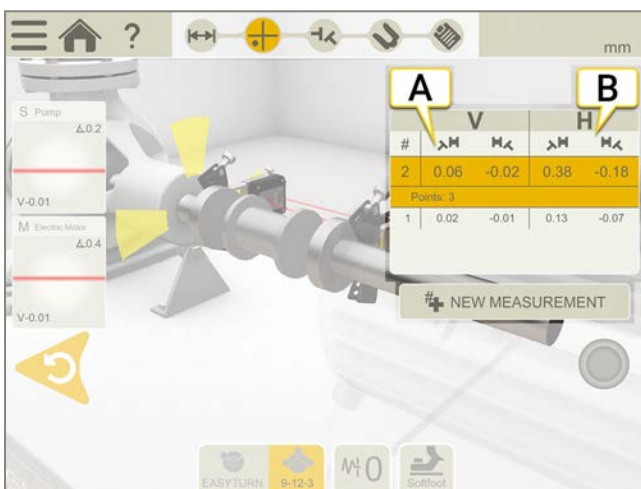 ?
mm
S Pump
∡0.2
V-0.01
M Electric Motor
∡0.4
V-0.01
A
B
V H
#
2 0.06 -0.02 0.38 -0.18
Points: 3
1 0.02 -0.01 0.13 -0.07
# NEW MEASUREMENT
EASYTURN
9-12-3
0
Softfoot